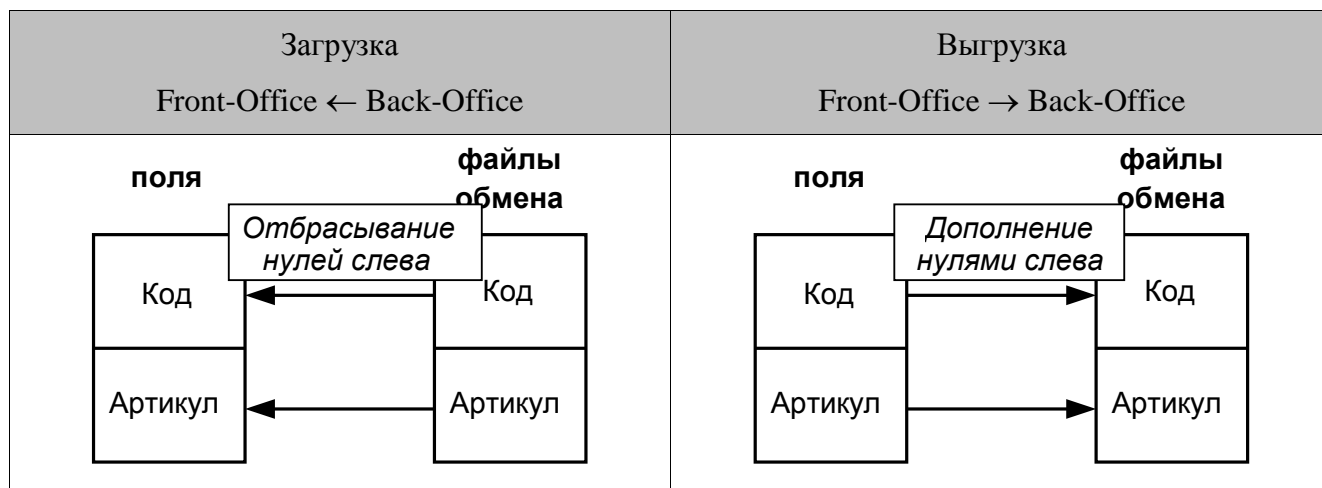 Загрузка
Front-Office ← Back-Office
Выгрузка
Front-Office → Back-Office
поля
файлы
обмена
Отбрасывание
нулей слева
Код
Код
Артикул
Артикул
поля
файлы
обмена
Дополнение
нулями слева
Код
Код
Артикул
Артикул